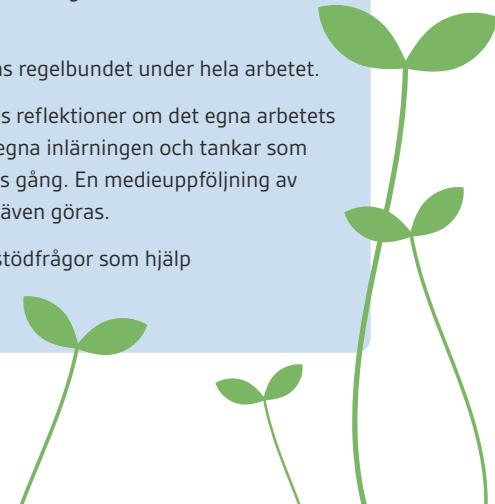 s regelbundet under hela arbetet.
s reflektioner om det egna arbetets
egna inlärningen och tankar som
s gång. En medieuppföljning av
även göras.
stödfrågor som hjälp